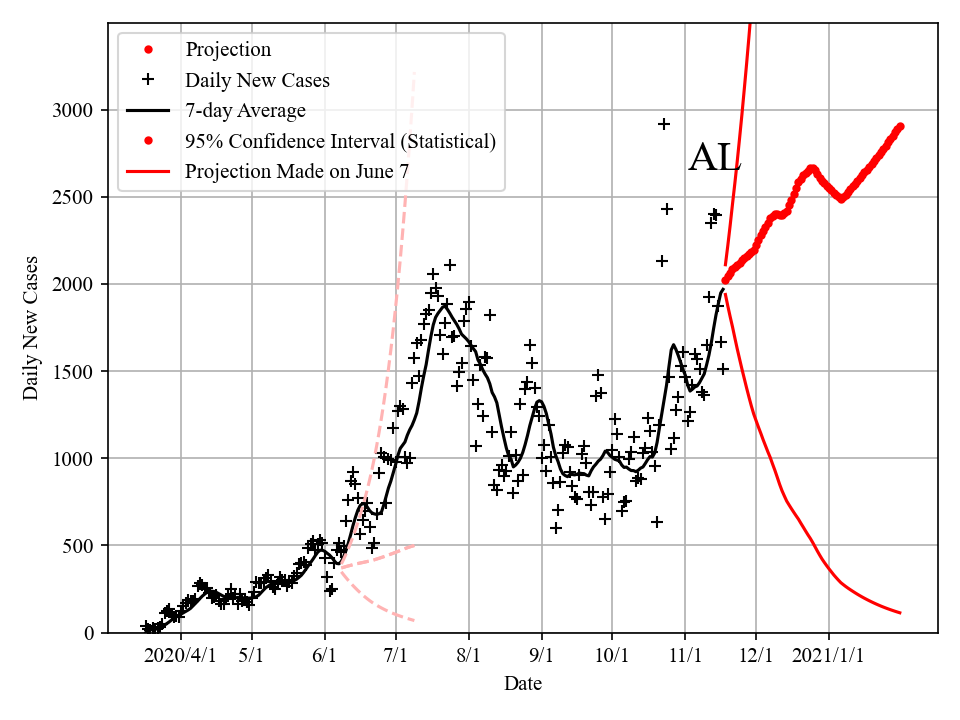 Projection
Daily New Cases
7-day Average
95% Confidence Interval (Statistical)
Projection Made on June 7
AL
3000
2500
2000
1500
1000
500
0
Daily New Cases
2020/4/1 5/1 6/1 7/1 8/1 9/1 10/1 11/1 12/1 2021/1/1
Date